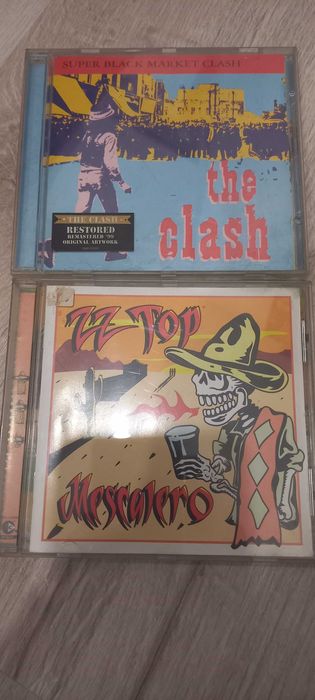 SUPER BLACK MARKET CLASH
the
clash
THE CLASH
RESTORED
REMASTERED '99
ORIGINAL ARTWORK
ZZ TOP
Mescalero